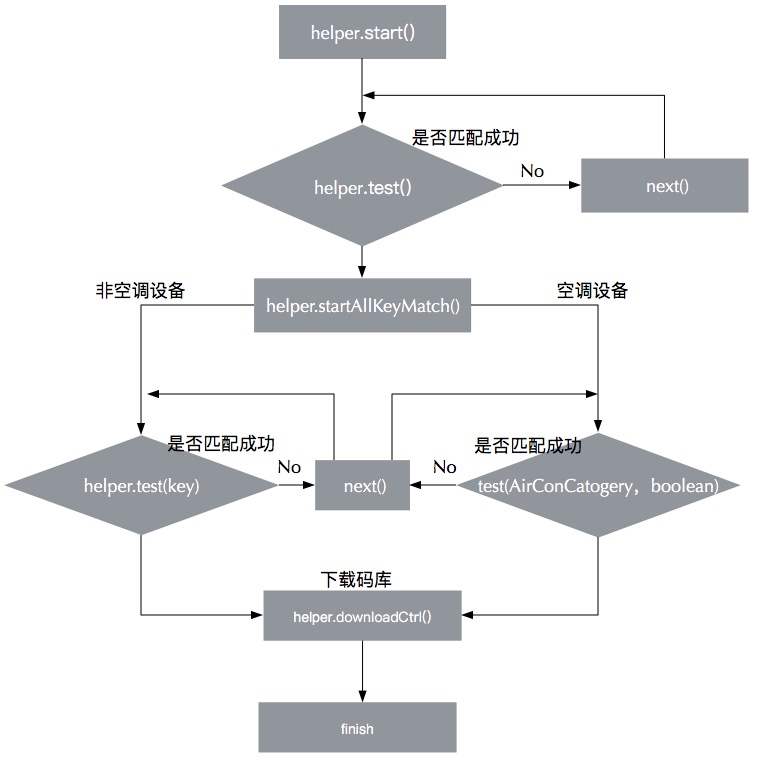 helper.start()
是否匹配成功
helper.test()
No
next()
非空调设备
空调设备
helper.startAllKeyMatch()
是否匹配成功
是否匹配成功
No
No
helper.test(key)
next()
test(AirConCatogery，boolean)
下载码库
helper.downloadCtrl()
finish